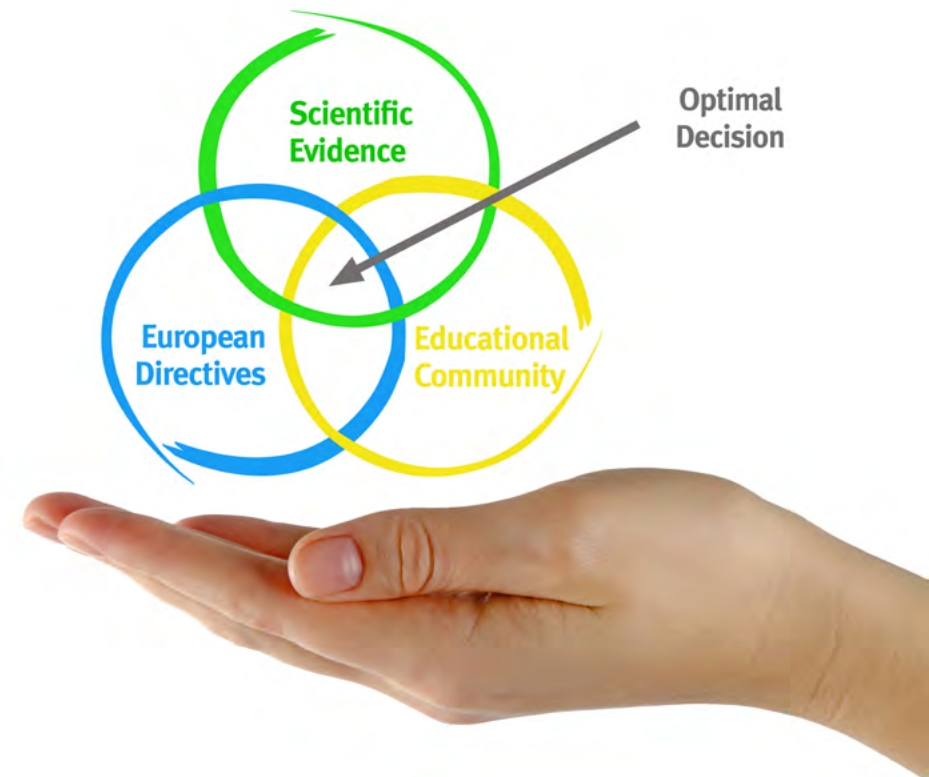 Scientific
Evidence
Optimal
Decision
European
Directives
Educational
Community